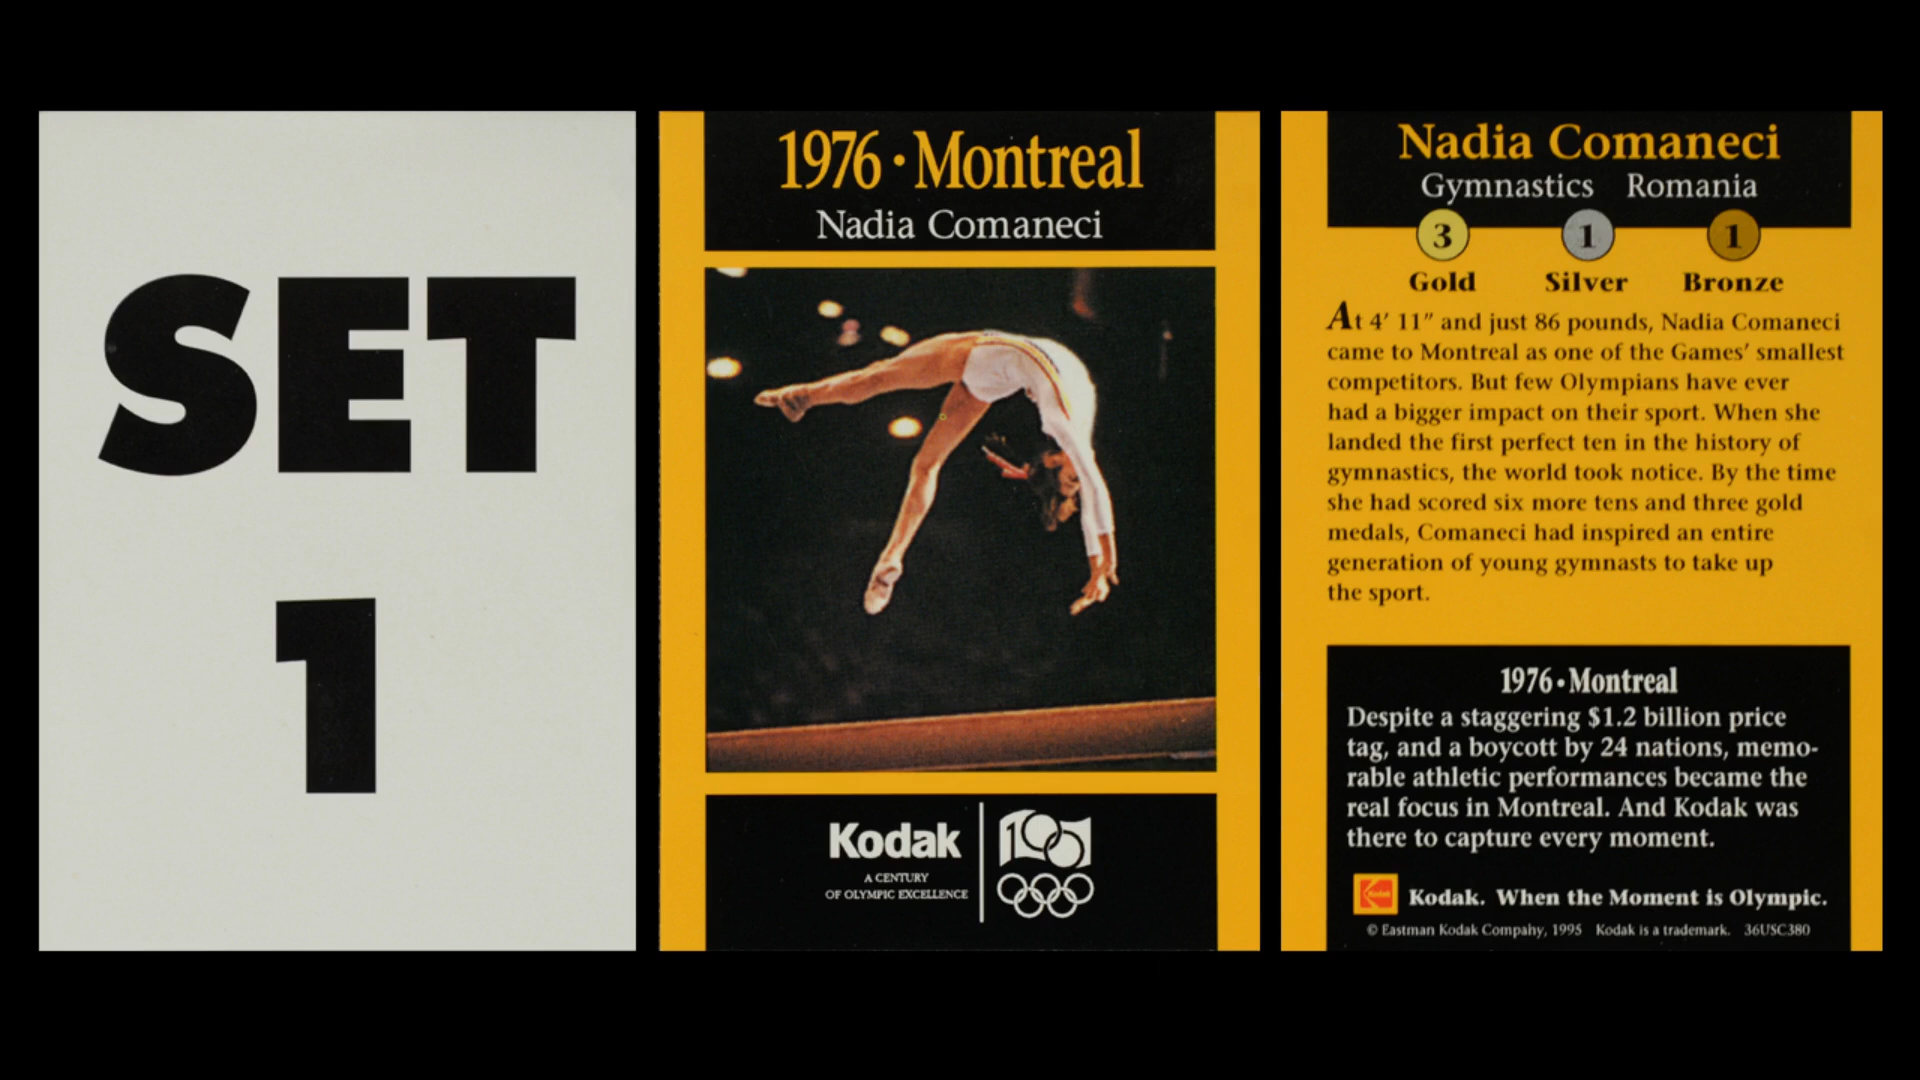 SET
1
1976 • Montreal
Nadia Comaneci
Kodak
A CENTURY
OF OLYMPIC EXCELLENCE
100
Nadia Comaneci
Gymnastics Romania
3 1 1
Gold Silver Bronze
At 4′ 11″ and just 86 pounds, Nadia Comaneci
came to Montreal as one of the Games’ smallest
competitors. But few Olympians have ever
had a bigger impact on their sport. When she
landed the first perfect ten in the history of
gymnastics, the world took notice. By the time
she had scored six more tens and three gold
medals, Comaneci had inspired an entire
generation of young gymnasts to take up
the sport.
1976 • Montreal
Despite a staggering $1.2 billion price
tag, and a boycott by 24 nations, memo-
rable athletic performances became the
real focus in Montreal. And Kodak was
there to capture every moment.
Kodak
Kodak. When the Moment is Olympic.
© Eastman Kodak Company, 1995 Kodak is a trademark. 36USC380